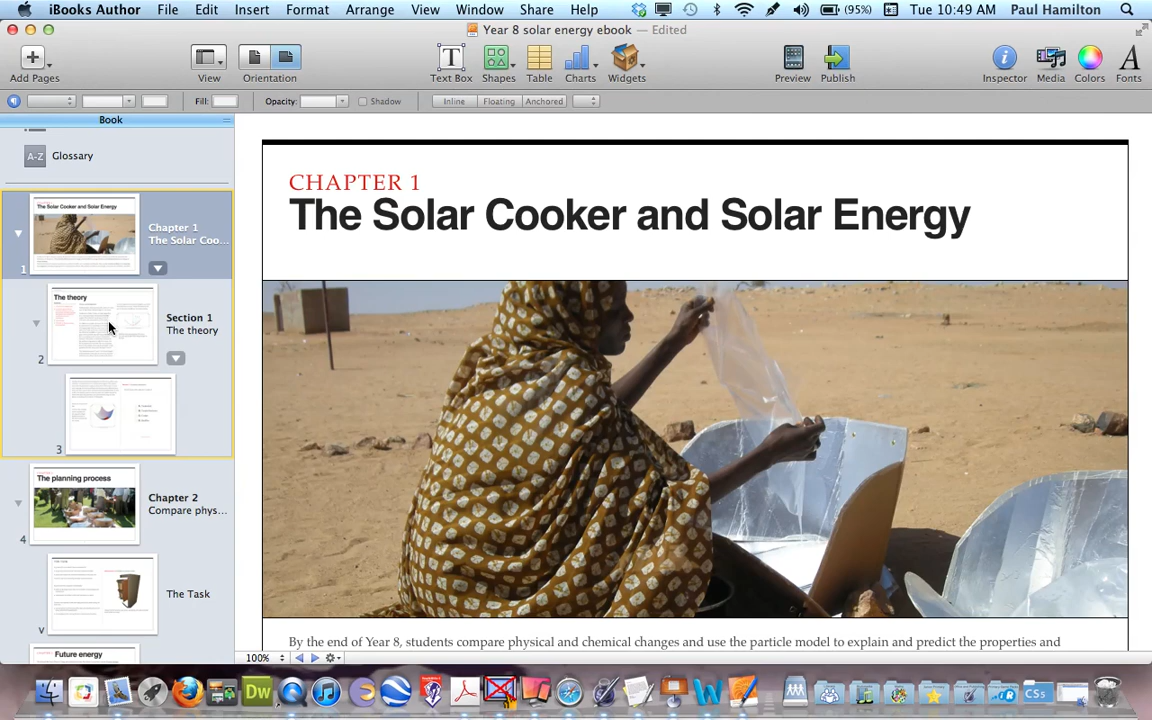 iBooks Author File Edit Insert Format Arrange View Window Share Help (95%) Tue 10:49 AM Paul Hamilton
Year 8 solar energy ebook — Edited
Add Pages View Orientation Text Box Shapes Table Charts Widgets Preview Publish Inspector Media Colors Fonts
Fill: Opacity: Shadow Inline Floating Anchored
Book
A-Z Glossary
The Solar Cooker and Solar Energy
Chapter 1
The Solar Coo...
1
The theory
Section 1
The theory
2
3
The planning process
Chapter 2
Compare phys...
4
The Task
v
Future energy
CHAPTER 1
The Solar Cooker and Solar Energy
By the end of Year 8, students compare physical and chemical changes and use the particle model to explain and predict the properties and
100%
Dw
W
CS5